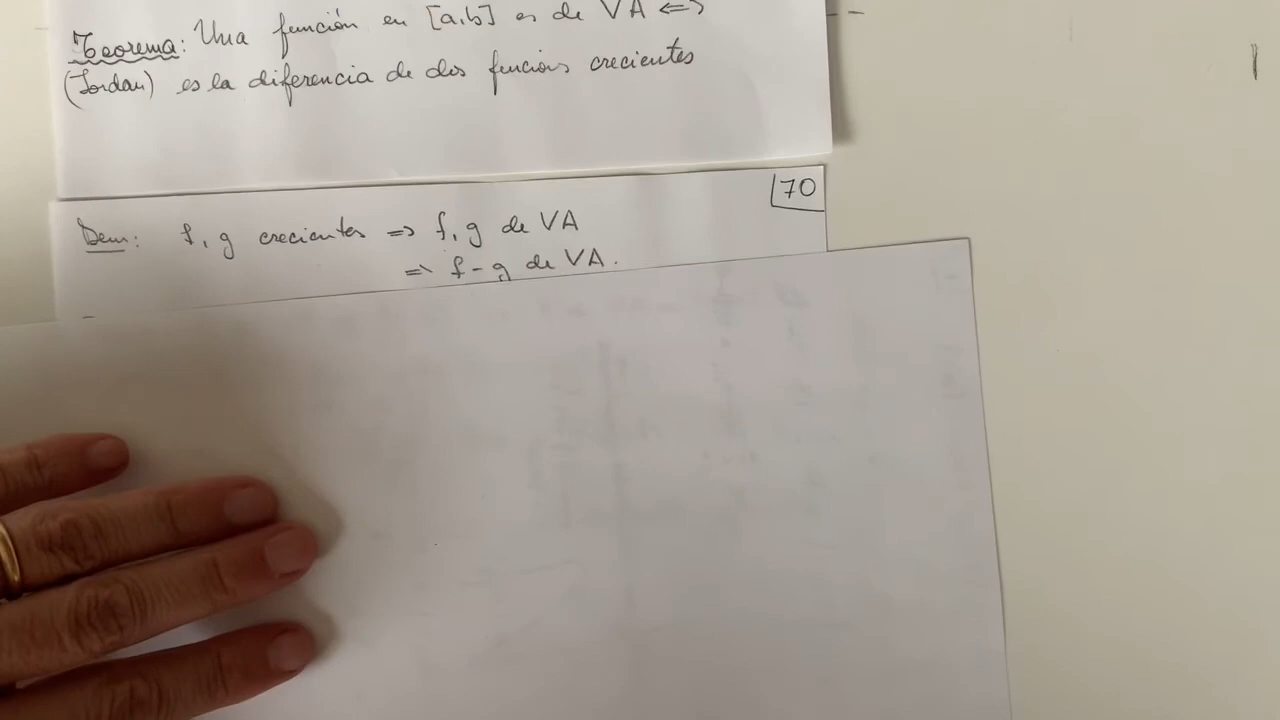 Teorema: Una función en [a,b] es de VA <=>
(Jordan) es la diferencia de dos funcions crecientes
70
Dem: f, g crecientes => f, g de VA
=> f-g de VA.